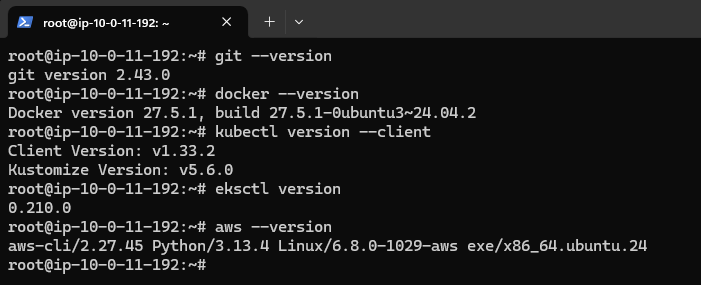 root@ip-10-0-11-192: ~
root@ip-10-0-11-192:~# git --version
git version 2.43.0
root@ip-10-0-11-192:~# docker --version
Docker version 27.5.1, build 27.5.1-0ubuntu3~24.04.2
root@ip-10-0-11-192:~# kubectl version --client
Client Version: v1.33.2
Kustomize Version: v5.6.0
root@ip-10-0-11-192:~# eksctl version
0.210.0
root@ip-10-0-11-192:~# aws --version
aws-cli/2.27.45 Python/3.13.4 Linux/6.8.0-1029-aws exe/x86_64.ubuntu.24
root@ip-10-0-11-192:~#